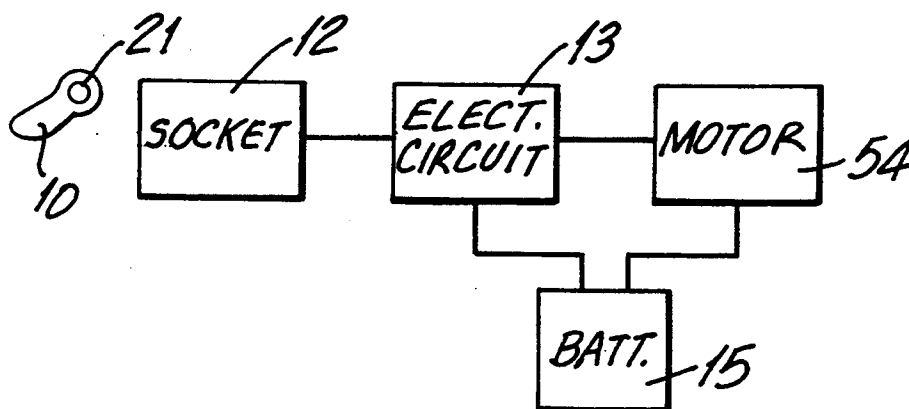 21
12
13
SOCKET
ELECT.
CIRCUIT
MOTOR
10
54
BATT.
15